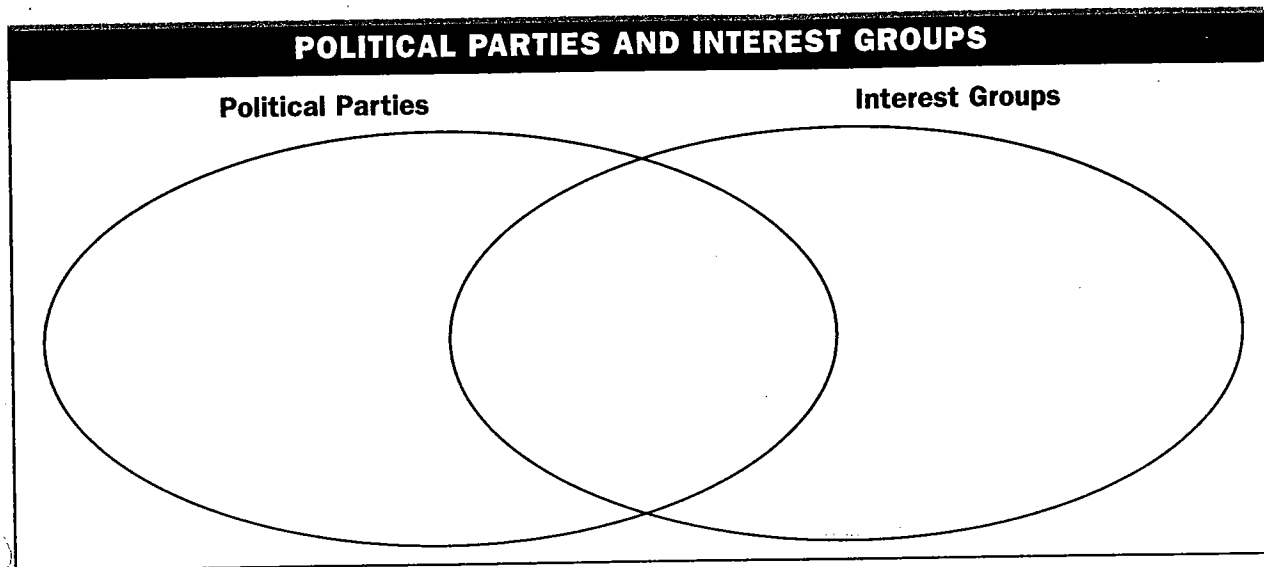 POLITICAL PARTIES AND INTEREST GROUPS
Political Parties
Interest Groups